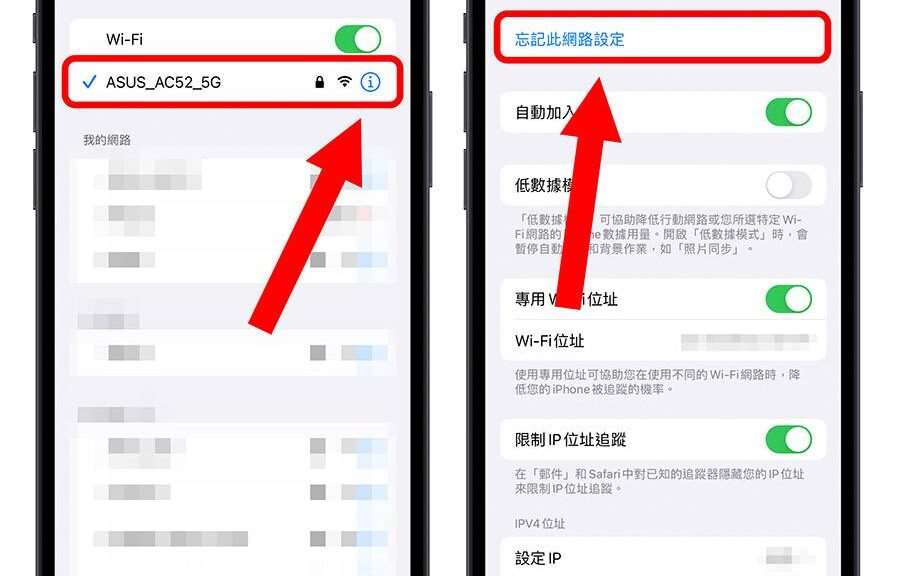 Wi-Fi
ASUS_AC52_5G
我的網路
忘記此網路設定
自動加入
低數據模
「低數據 可協助降低行動網路或您所選特定 Wi-
Fi 網路的 ne 數據用量。開啟「低數據模式」時，會
暫停自動 和背景作業，如「照片同步」。
專用 W i 位址
Wi-Fi 位址
使用專用位址可協助您在使用不同的 Wi-Fi 網路時，降
低您的 iPhone 被追蹤的機率。
限制 IP 位址追蹤
在「郵件」和 Safari 中對已知的追蹤器隱藏您的 IP 位址
來限制 IP 位址追蹤。
IPV4 位址
設定 IP